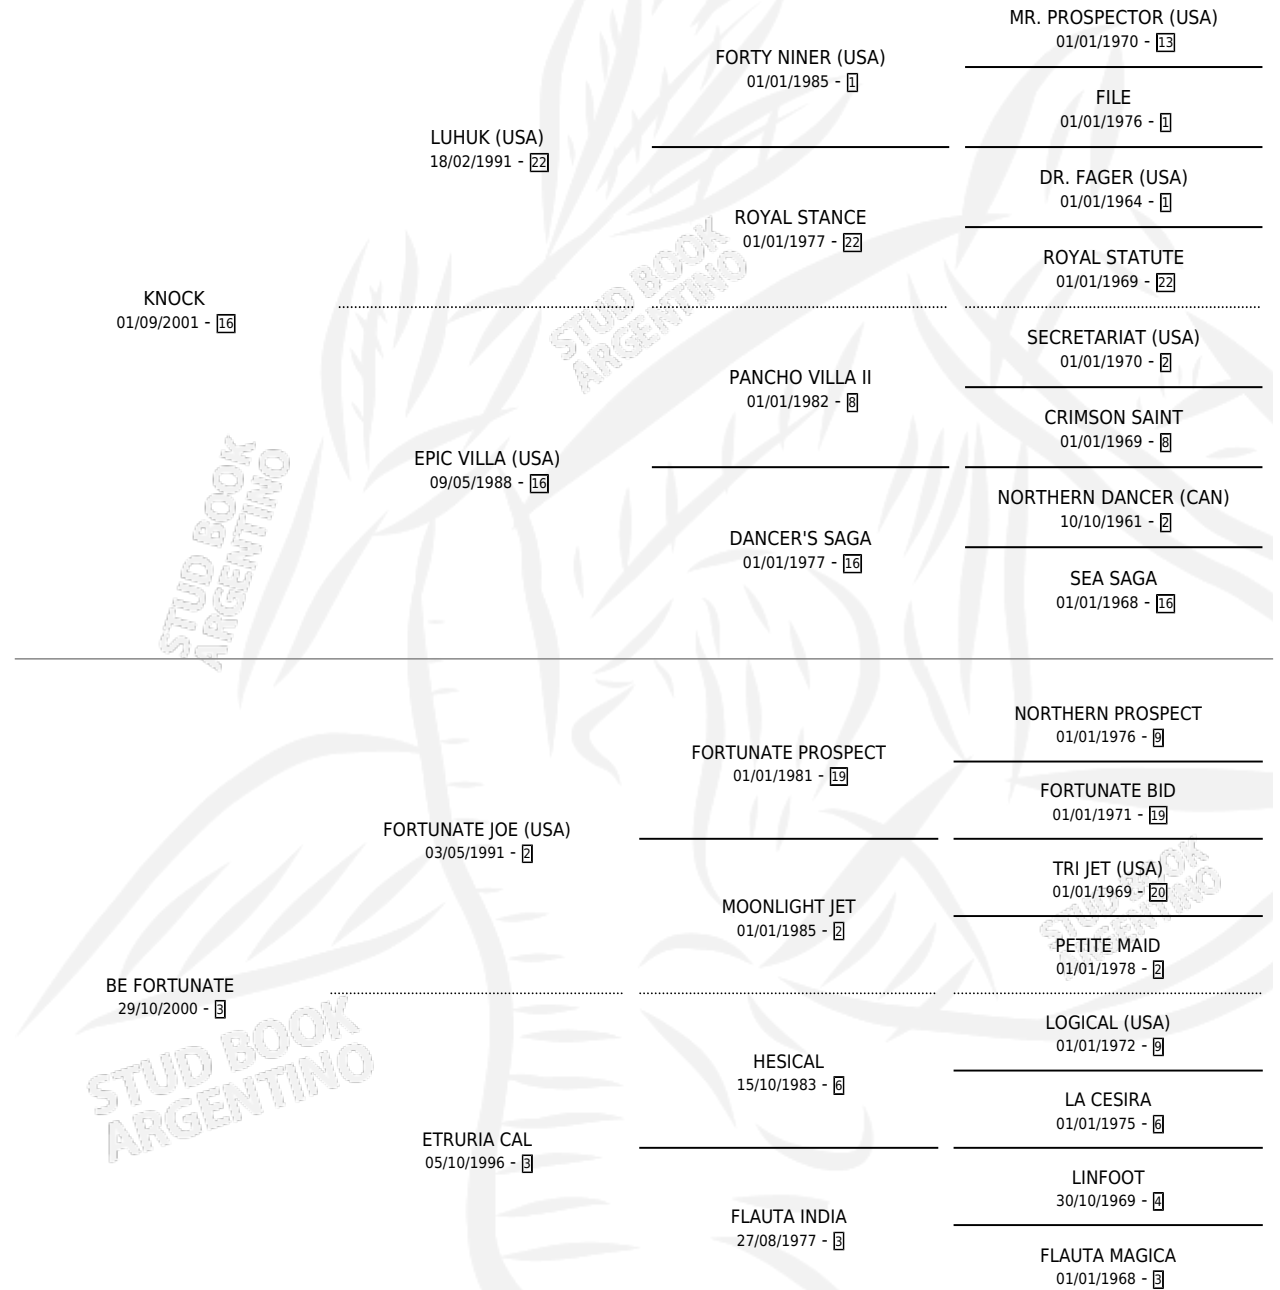 MR. PROSPECTOR (USA)
01/01/1970 - 13
FORTY NINER (USA)
01/01/1985 - 1
FILE
01/01/1976 - 1
LUHUK (USA)
18/02/1991 - 22
DR. FAGER (USA)
01/01/1964 - 1
ROYAL STANCE
01/01/1977 - 22
ROYAL STATUTE
01/01/1969 - 22
KNOCK
01/09/2001 - 16
SECRETARIAT (USA)
01/01/1970 - 2
PANCHO VILLA II
01/01/1982 - 8
CRIMSON SAINT
01/01/1969 - 8
EPIC VILLA (USA)
09/05/1988 - 16
NORTHERN DANCER (CAN)
10/10/1961 - 2
DANCER'S SAGA
01/01/1977 - 16
SEA SAGA
01/01/1968 - 16
STUD BOOK
ARGENTINO
STUD BOOK
ARGENTINO
NORTHERN PROSPECT
01/01/1976 - 9
FORTUNATE PROSPECT
01/01/1981 - 19
FORTUNATE BID
01/01/1971 - 19
FORTUNATE JOE (USA)
03/05/1991 - 2
TRI JET (USA)
01/01/1969 - 20
MOONLIGHT JET
01/01/1985 - 2
PETITE MAID
01/01/1978 - 2
BE FORTUNATE
29/10/2000 - 3
LOGICAL (USA)
01/01/1972 - 9
HESICAL
15/10/1983 - 6
LA CESIRA
01/01/1975 - 6
ETRURIA CAL
05/10/1996 - 3
LINFOOT
30/10/1969 - 4
FLAUTA INDIA
27/08/1977 - 3
FLAUTA MAGICA
01/01/1968 - 3
STUD BOOK
ARGENTINO
STUD BOOK
ARGENTINO